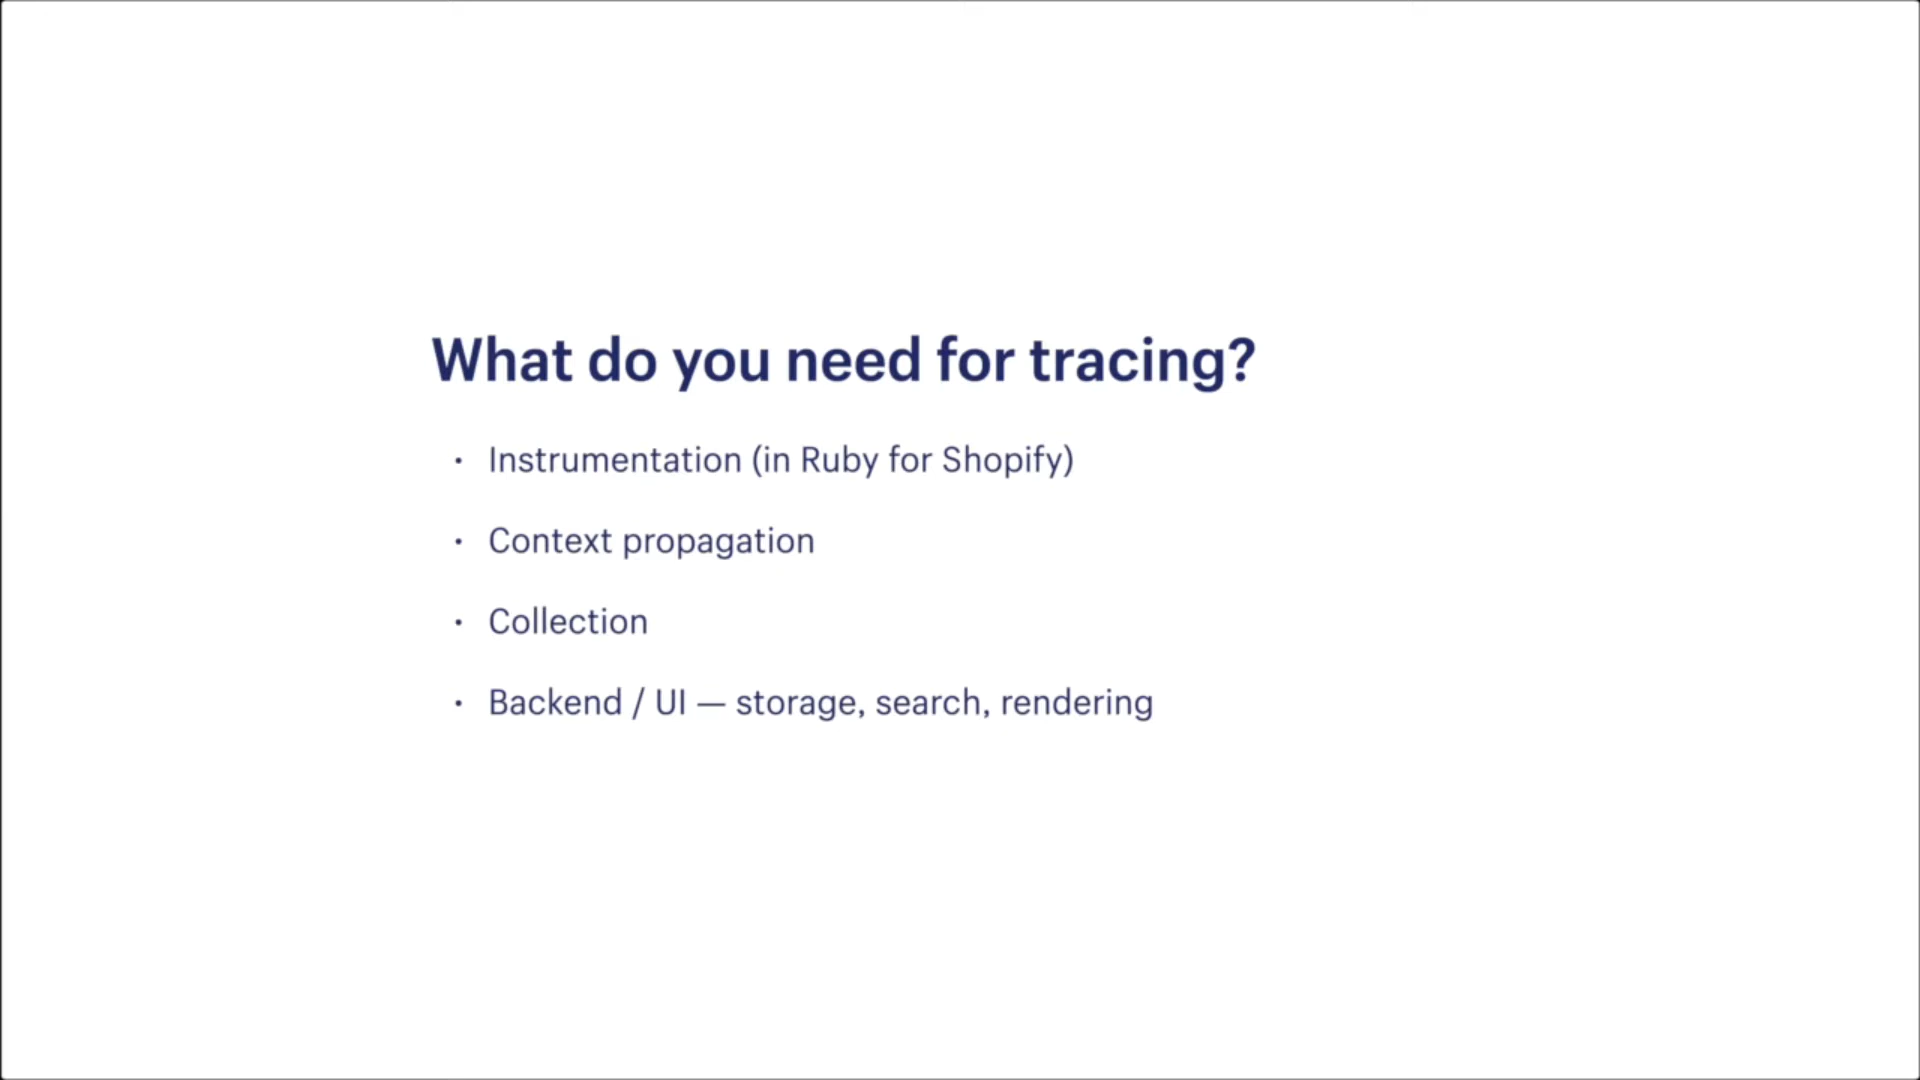 What do you need for tracing?
• Instrumentation (in Ruby for Shopify)
• Context propagation
• Collection
• Backend / UI — storage, search, rendering